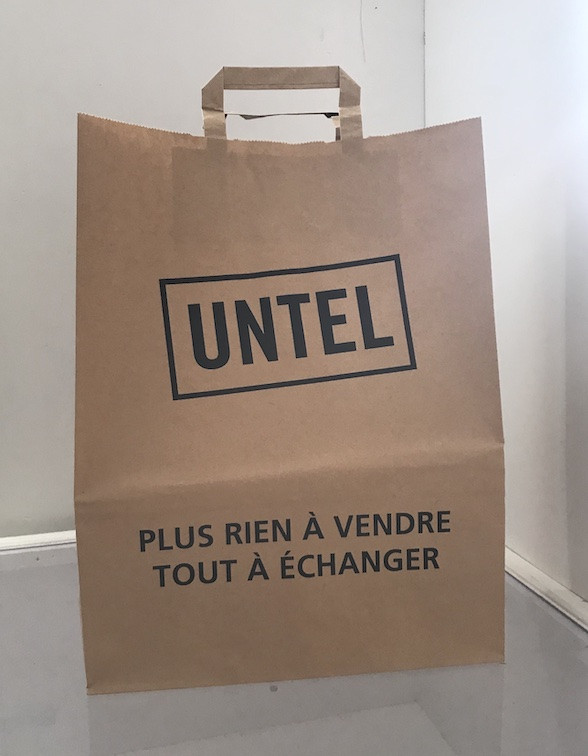 UNTEL
PLUS RIEN À VENDRE
TOUT À ÉCHANGER